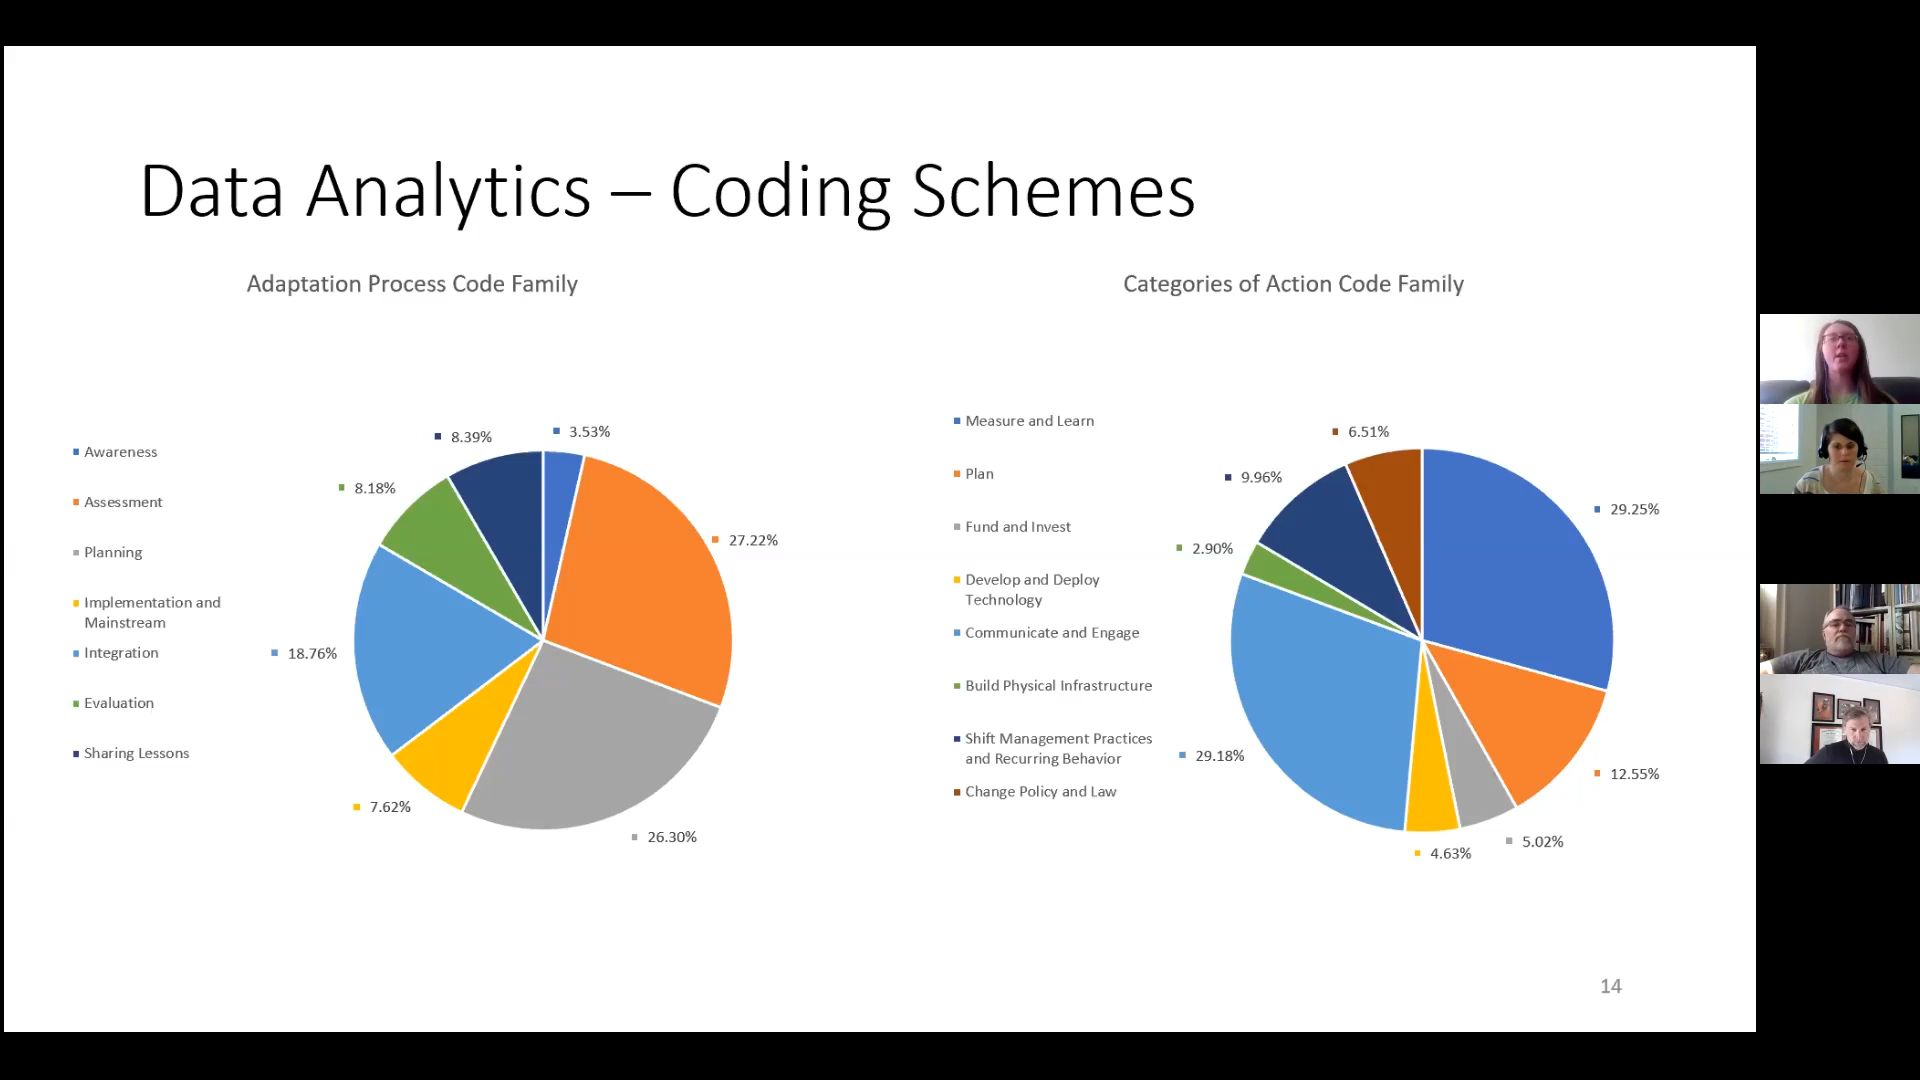 Data Analytics – Coding Schemes
Adaptation Process Code Family
Awareness
Assessment
Planning
Implementation and
Mainstream
Integration
Evaluation
Sharing Lessons
8.39%
3.53%
8.18%
27.22%
18.76%
7.62%
26.30%
Categories of Action Code Family
Measure and Learn
Plan
Fund and Invest
Develop and Deploy
Technology
Communicate and Engage
Build Physical Infrastructure
Shift Management Practices
and Recurring Behavior
Change Policy and Law
6.51%
9.96%
29.25%
2.90%
29.18%
12.55%
5.02%
4.63%
14